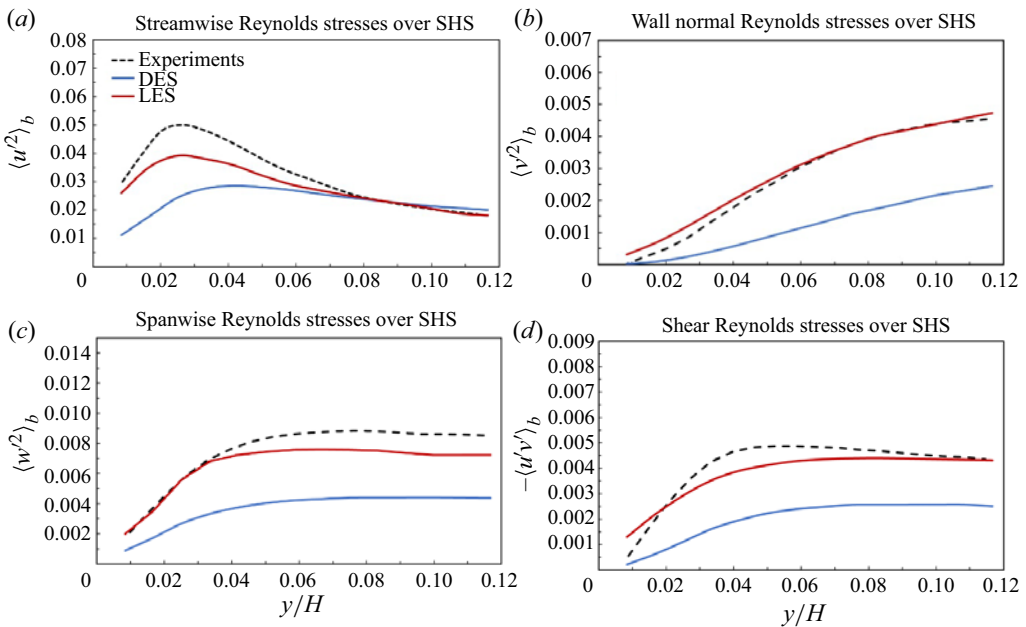 (a)
Streamwise Reynolds stresses over SHS
0.08
0.07
0.06
0.05
0.04
0.03
0.02
0.01
⟨u′²⟩b
Experiments
DES
LES
0 0.02 0.04 0.06 0.08 0.10 0.12
(b)
Wall normal Reynolds stresses over SHS
0.007
0.006
0.005
0.004
0.003
0.002
0.001
⟨v′²⟩b
0 0.02 0.04 0.06 0.08 0.10 0.12
(c)
Spanwise Reynolds stresses over SHS
0.014
0.010
0.008
0.006
0.004
0.002
⟨w′²⟩b
0 0.02 0.04 0.06 0.08 0.10 0.12
y/H
(d)
Shear Reynolds stresses over SHS
0.009
0.008
0.007
0.006
0.005
0.004
0.003
0.002
0.001
−⟨u′v′⟩b
0 0.02 0.04 0.06 0.08 0.10 0.12
y/H